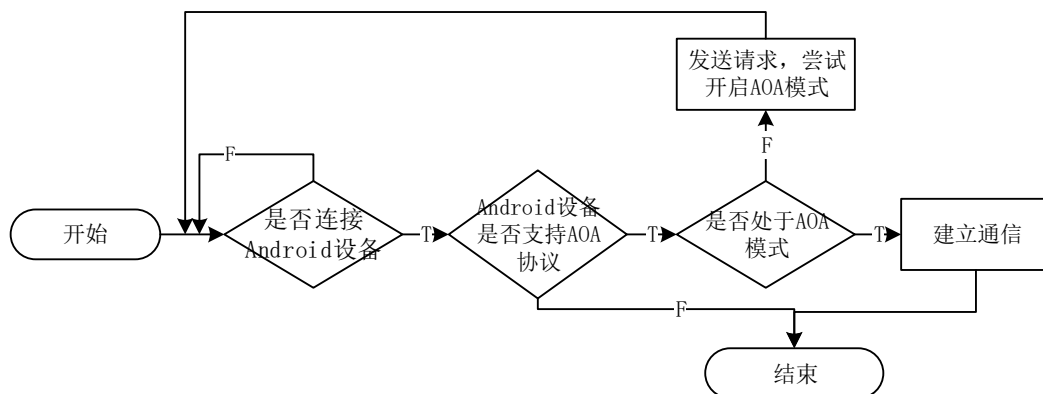 发送请求，尝试
开启AOA模式
F
F
开始
是否连接
Android设备
T
Android设备
是否支持AOA
协议
T
是否处于AOA
模式
T
建立通信
F
结束